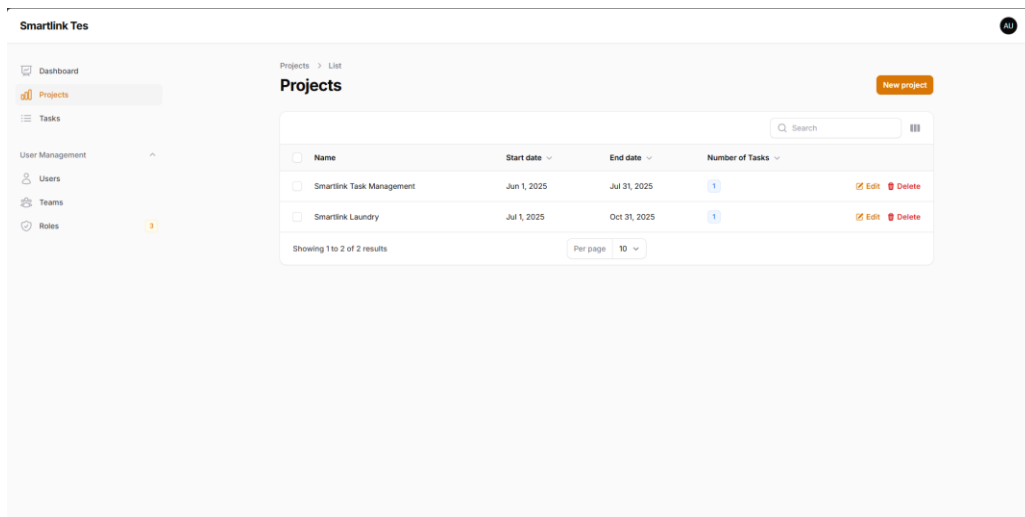 Smartlink Tes
AU
Dashboard
Projects
Tasks
User Management
Users
Teams
Roles 3
Projects > List
Projects
New project
Search
Name Start date End date Number of Tasks
Smartlink Task Management Jun 1, 2025 Jul 31, 2025 1 Edit Delete
Smartlink Laundry Jul 1, 2025 Oct 31, 2025 1 Edit Delete
Showing 1 to 2 of 2 results Per page 10